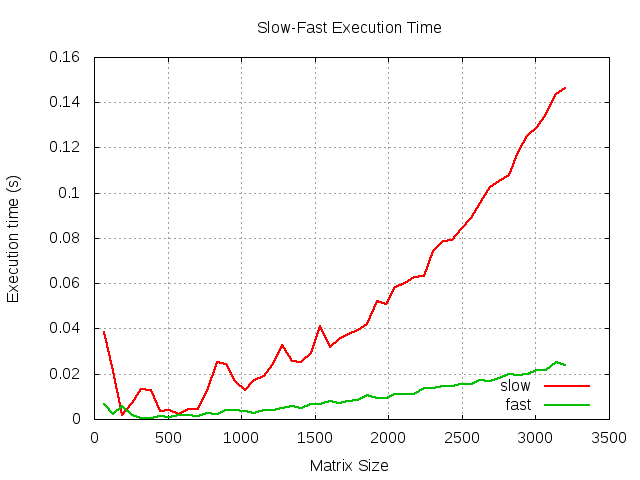 Slow-Fast Execution Time
0.16
0.14
0.12
0.1
0.08
0.06
0.04
0.02
0
Execution time (s)
slow
fast
0 500 1000 1500 2000 2500 3000 3500
Matrix Size